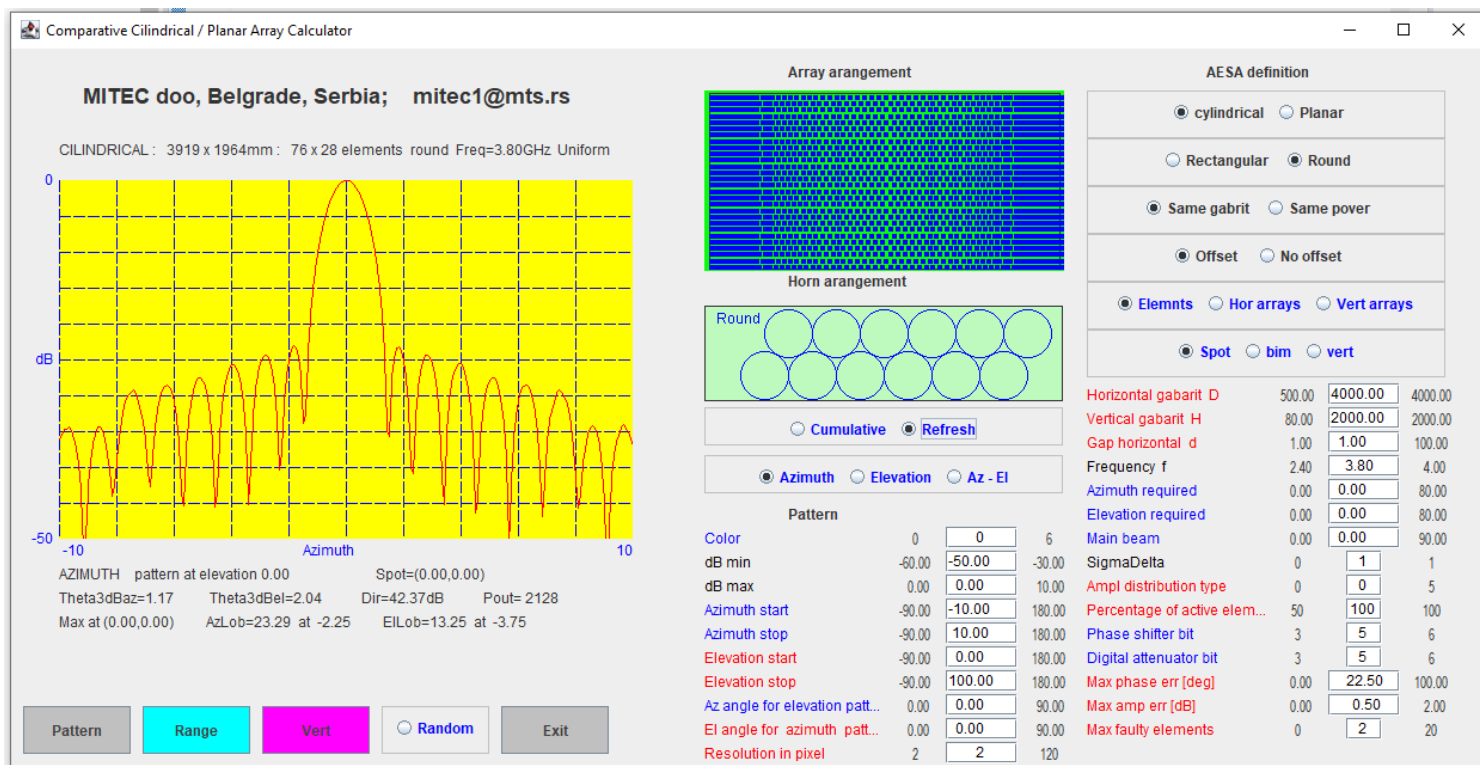 Comparative Cilindrical / Planar Array Calculator
MITEC doo, Belgrade, Serbia; mitec1@mts.rs
CILINDRICAL : 3919 x 1964mm : 76 x 28 elements round Freq=3.80GHz Uniform
0
dB
-50
-10
Azimuth
10
AZIMUTH pattern at elevation 0.00 Spot=(0.00,0.00)
Theta3dBaz=1.17 Theta3dBel=2.04 Dir=42.37dB Pout= 2128
Max at (0.00,0.00) AzLob=23.29 at -2.25 ElLob=13.25 at -3.75
Pattern
Range
Vert
Random
Exit
Array arangement
Horn arangement
Round
Cumulative Refresh
Azimuth Elevation Az - El
Pattern
Color 0 0 6
dB min -60.00 -50.00 -30.00
dB max 0.00 0.00 10.00
Azimuth start -90.00 -10.00 180.00
Azimuth stop -90.00 10.00 180.00
Elevation start -90.00 0.00 180.00
Elevation stop -90.00 100.00 180.00
Az angle for elevation patt... 0.00 0.00 90.00
El angle for azimuth patt... 0.00 0.00 90.00
Resolution in pixel 2 2 120
AESA definition
cylindrical Planar
Rectangular Round
Same gabrit Same pover
Offset No offset
Elemnts Hor arrays Vert arrays
Spot bim vert
Horizontal gabarit D 500.00 4000.00 4000.00
Vertical gabarit H 80.00 2000.00 2000.00
Gap horizontal d 1.00 1.00 100.00
Frequency f 2.40 3.80 4.00
Azimuth required 0.00 0.00 80.00
Elevation required 0.00 0.00 80.00
Main beam 0.00 0.00 90.00
SigmaDelta 0 1 1
Ampl distribution type 0 0 5
Percentage of active elem... 50 100 100
Phase shifter bit 3 5 6
Digital attenuator bit 3 5 6
Max phase err [deg] 0.00 22.50 100.00
Max amp err [dB] 0.00 0.50 2.00
Max faulty elements 0 2 20